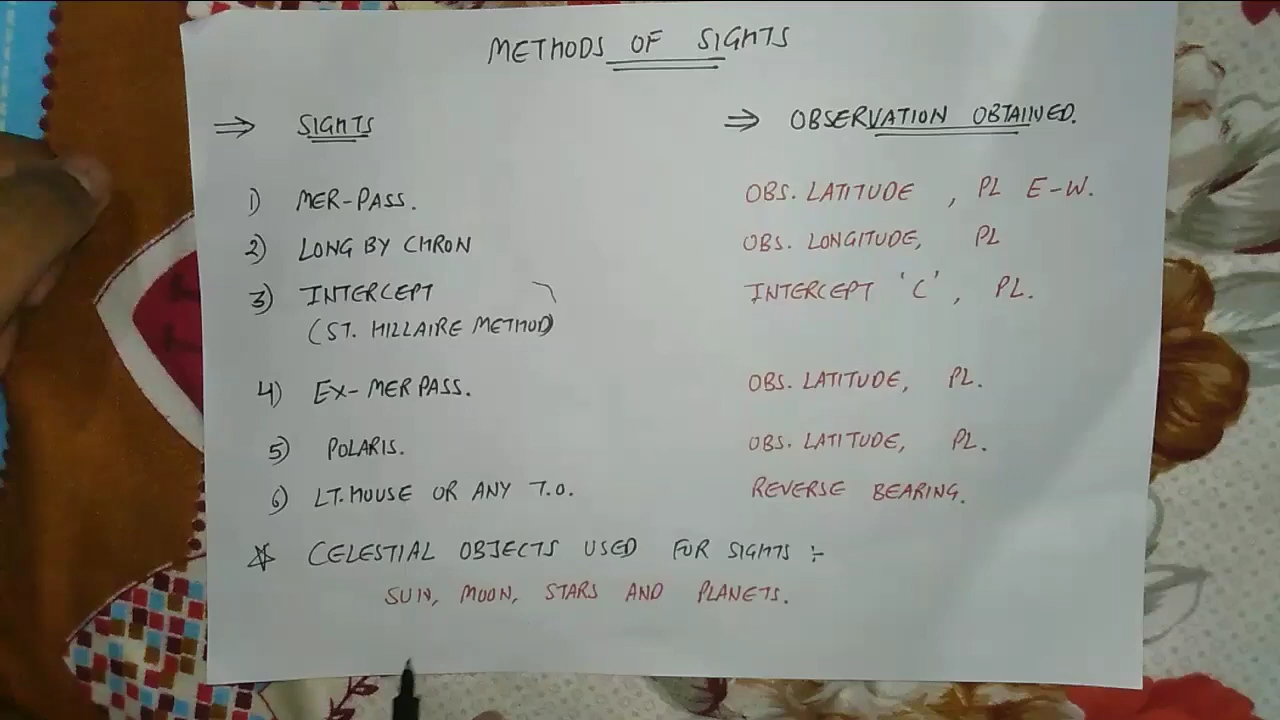 METHODS OF SIGHTS
⇒ SIGHTS ⇒ OBSERVATION OBTAINED.
1) MER-PASS. OBS. LATITUDE , PL E-W.
2) LONG BY CHRON OBS. LONGITUDE, PL
3) INTERCEPT INTERCEPT 'C', PL.
(ST. HILLAIRE METHOD)
4) EX-MER PASS. OBS. LATITUDE, PL.
5) POLARIS. OBS. LATITUDE, PL.
6) LT. HOUSE OR ANY T.O. REVERSE BEARING.
☆ CELESTIAL OBJECTS USED FOR SIGHTS :-
SUN, MOON, STARS AND PLANETS.